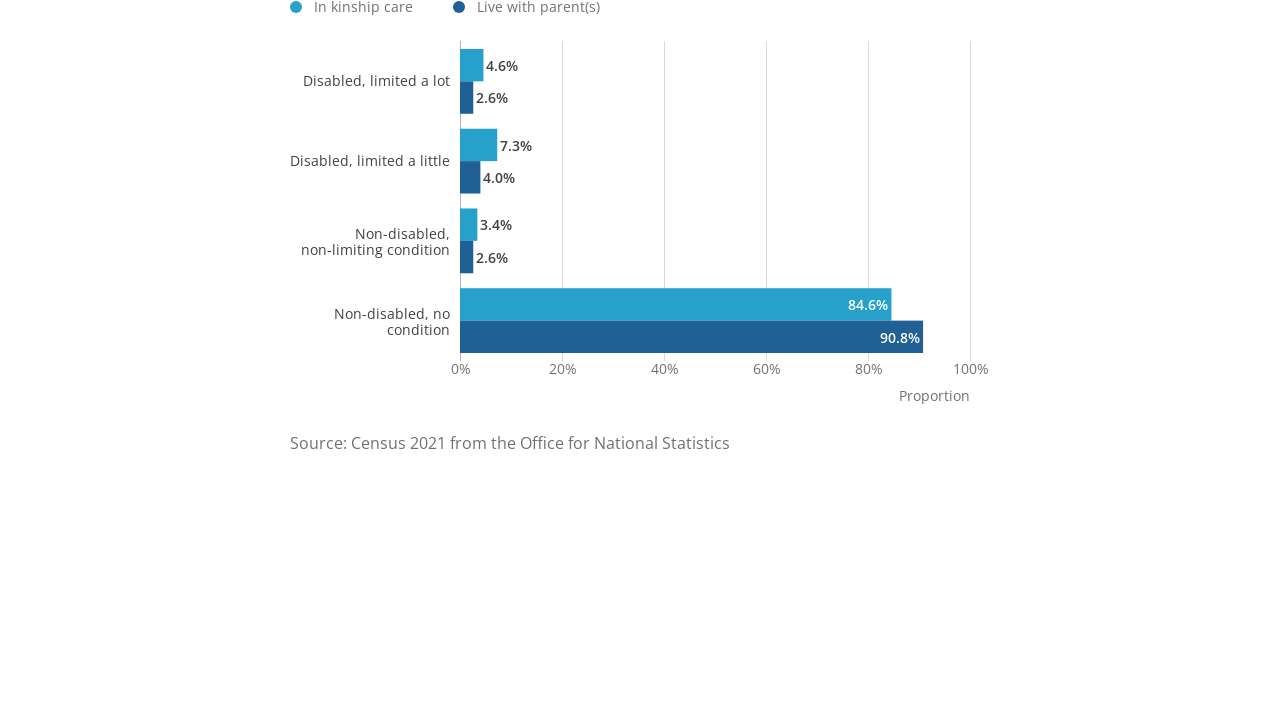 In kinship care
Live with parent(s)
Disabled, limited a lot
4.6%
2.6%
Disabled, limited a little
7.3%
4.0%
Non-disabled,
non-limiting condition
3.4%
2.6%
Non-disabled, no
condition
84.6%
90.8%
0%
20%
40%
60%
80%
100%
Proportion
Source: Census 2021 from the Office for National Statistics